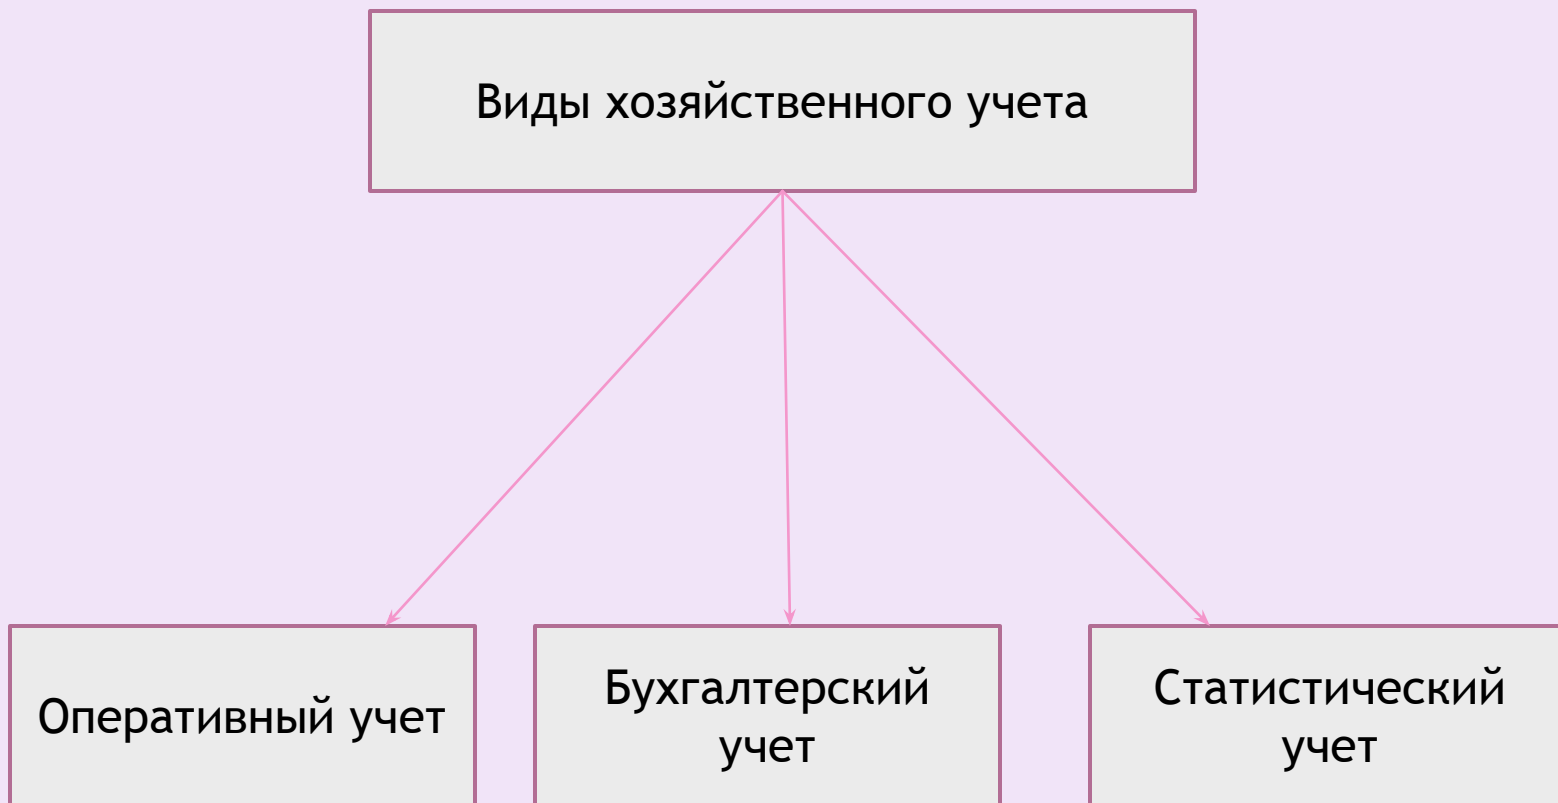 Виды хозяйственного учета
Оперативный учет
Бухгалтерский
учет
Статистический
учет